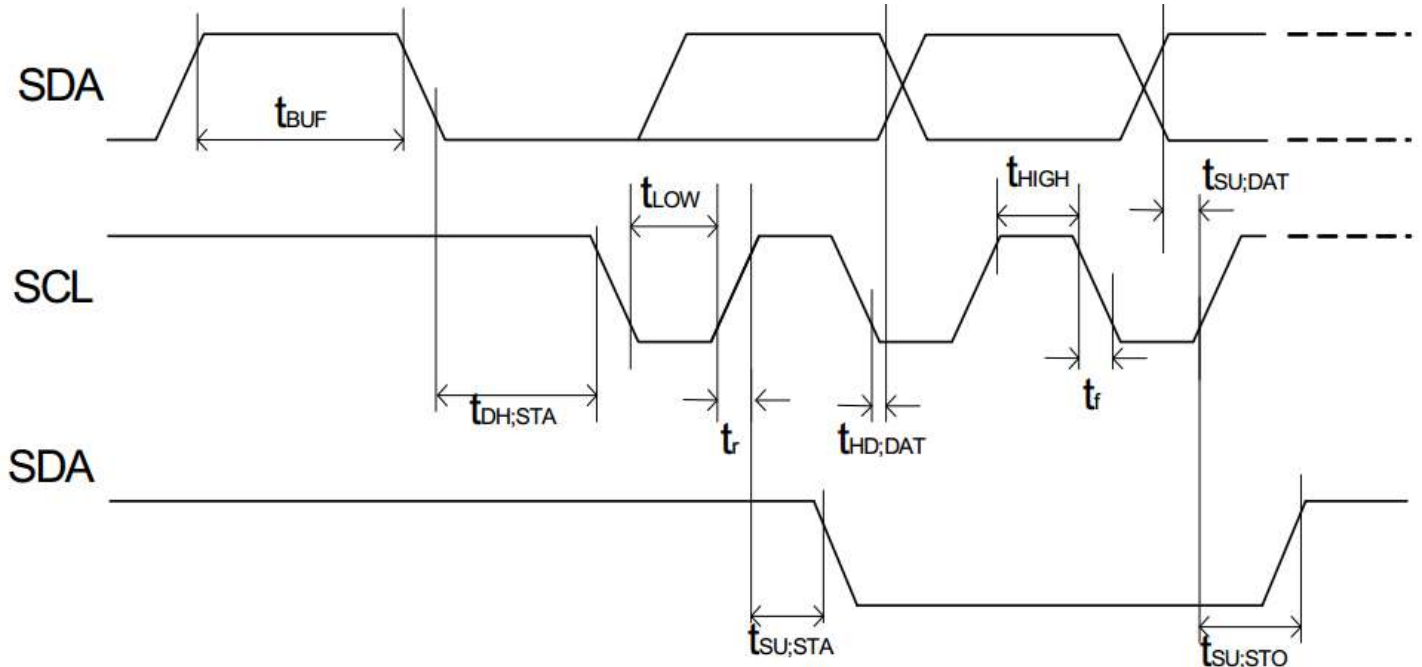 SDA
tBUF
tLOW
tHIGH
tSU;DAT
SCL
tDH;STA
tr
tHD;DAT
tf
SDA
tSU;STA
tSU;STO